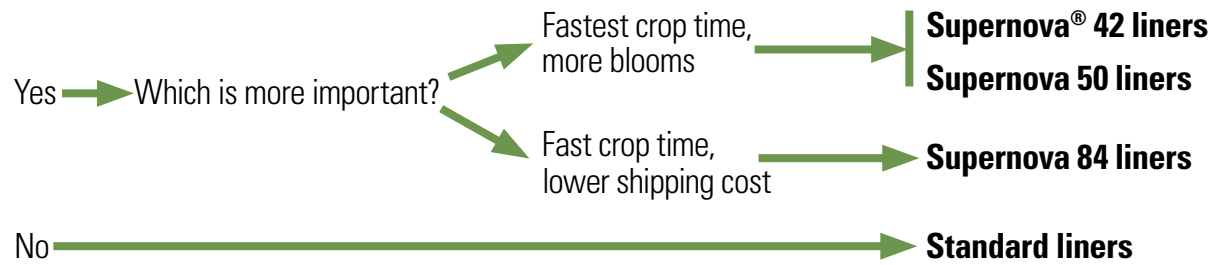 Fastest crop time,
more blooms
Supernova® 42 liners
Supernova 50 liners
Yes
Which is more important?
Fast crop time,
lower shipping cost
Supernova 84 liners
No
Standard liners